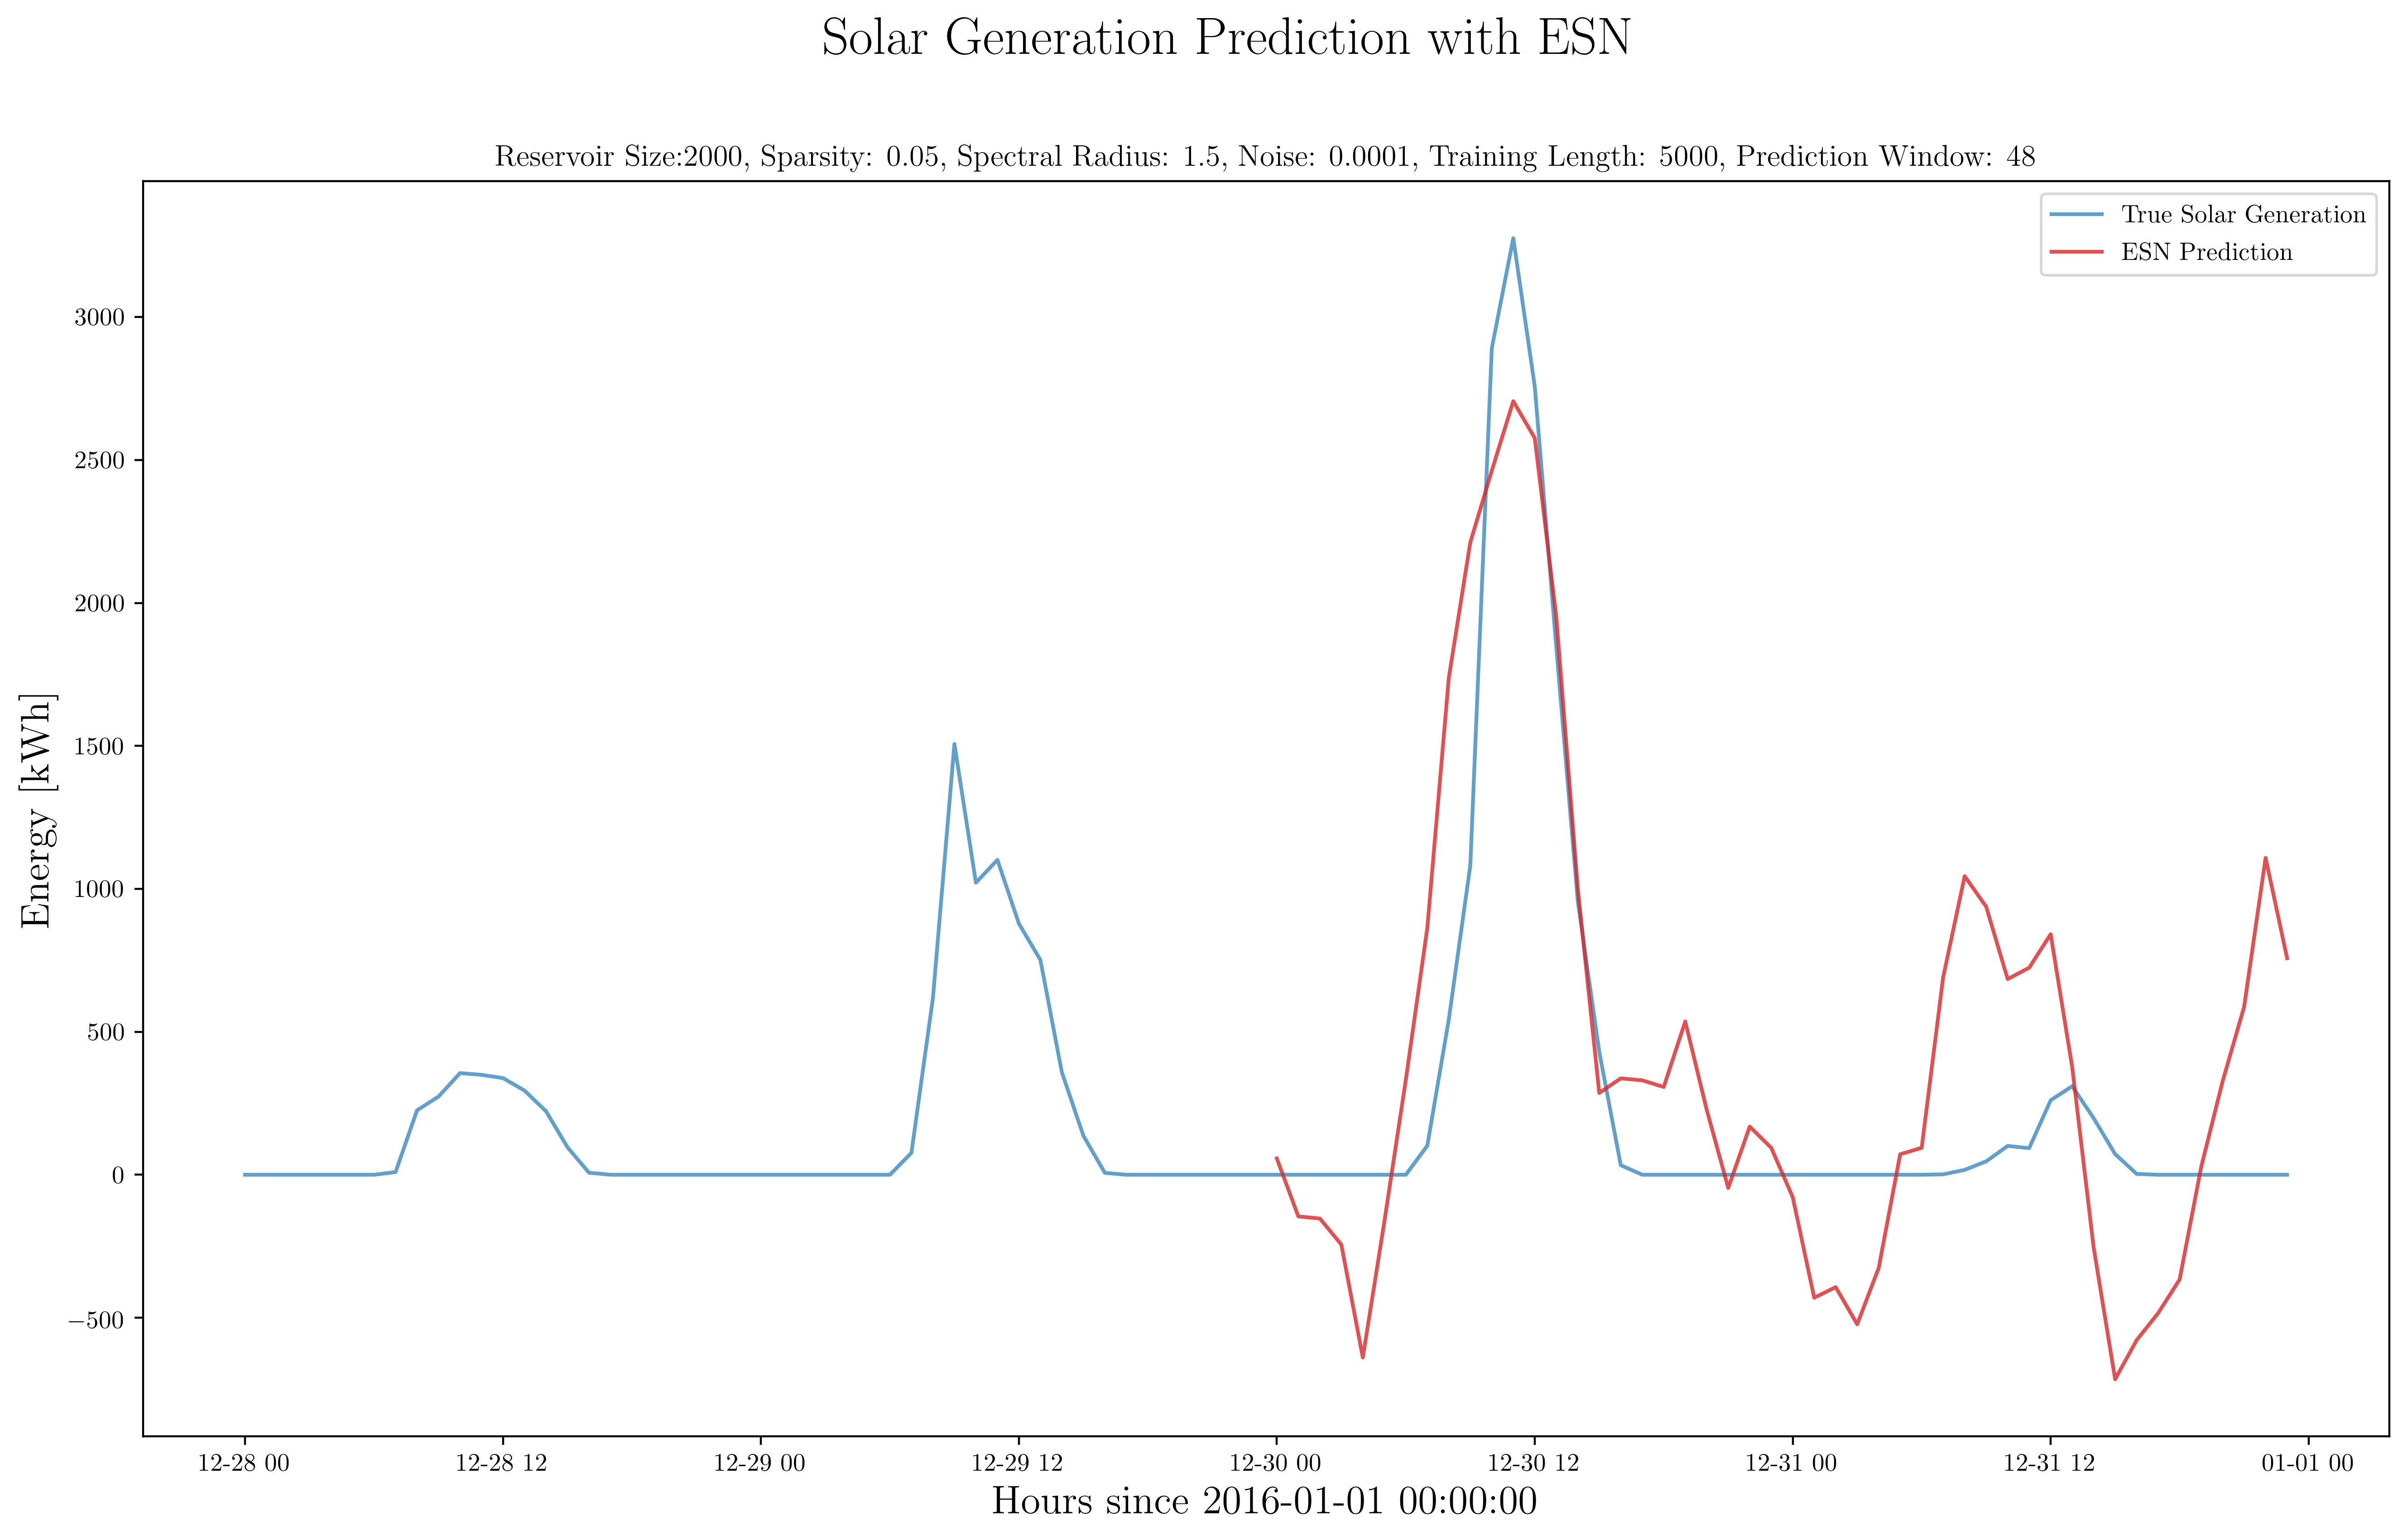 Solar Generation Prediction with ESN
Reservoir Size:2000, Sparsity: 0.05, Spectral Radius: 1.5, Noise: 0.0001, Training Length: 5000, Prediction Window: 48
True Solar Generation
ESN Prediction
Energy [kWh]
3000
2500
2000
1500
1000
500
0
−500
12-28 00 12-28 12 12-29 00 12-29 12 12-30 00 12-30 12 12-31 00 12-31 12 01-01 00
Hours since 2016-01-01 00:00:00